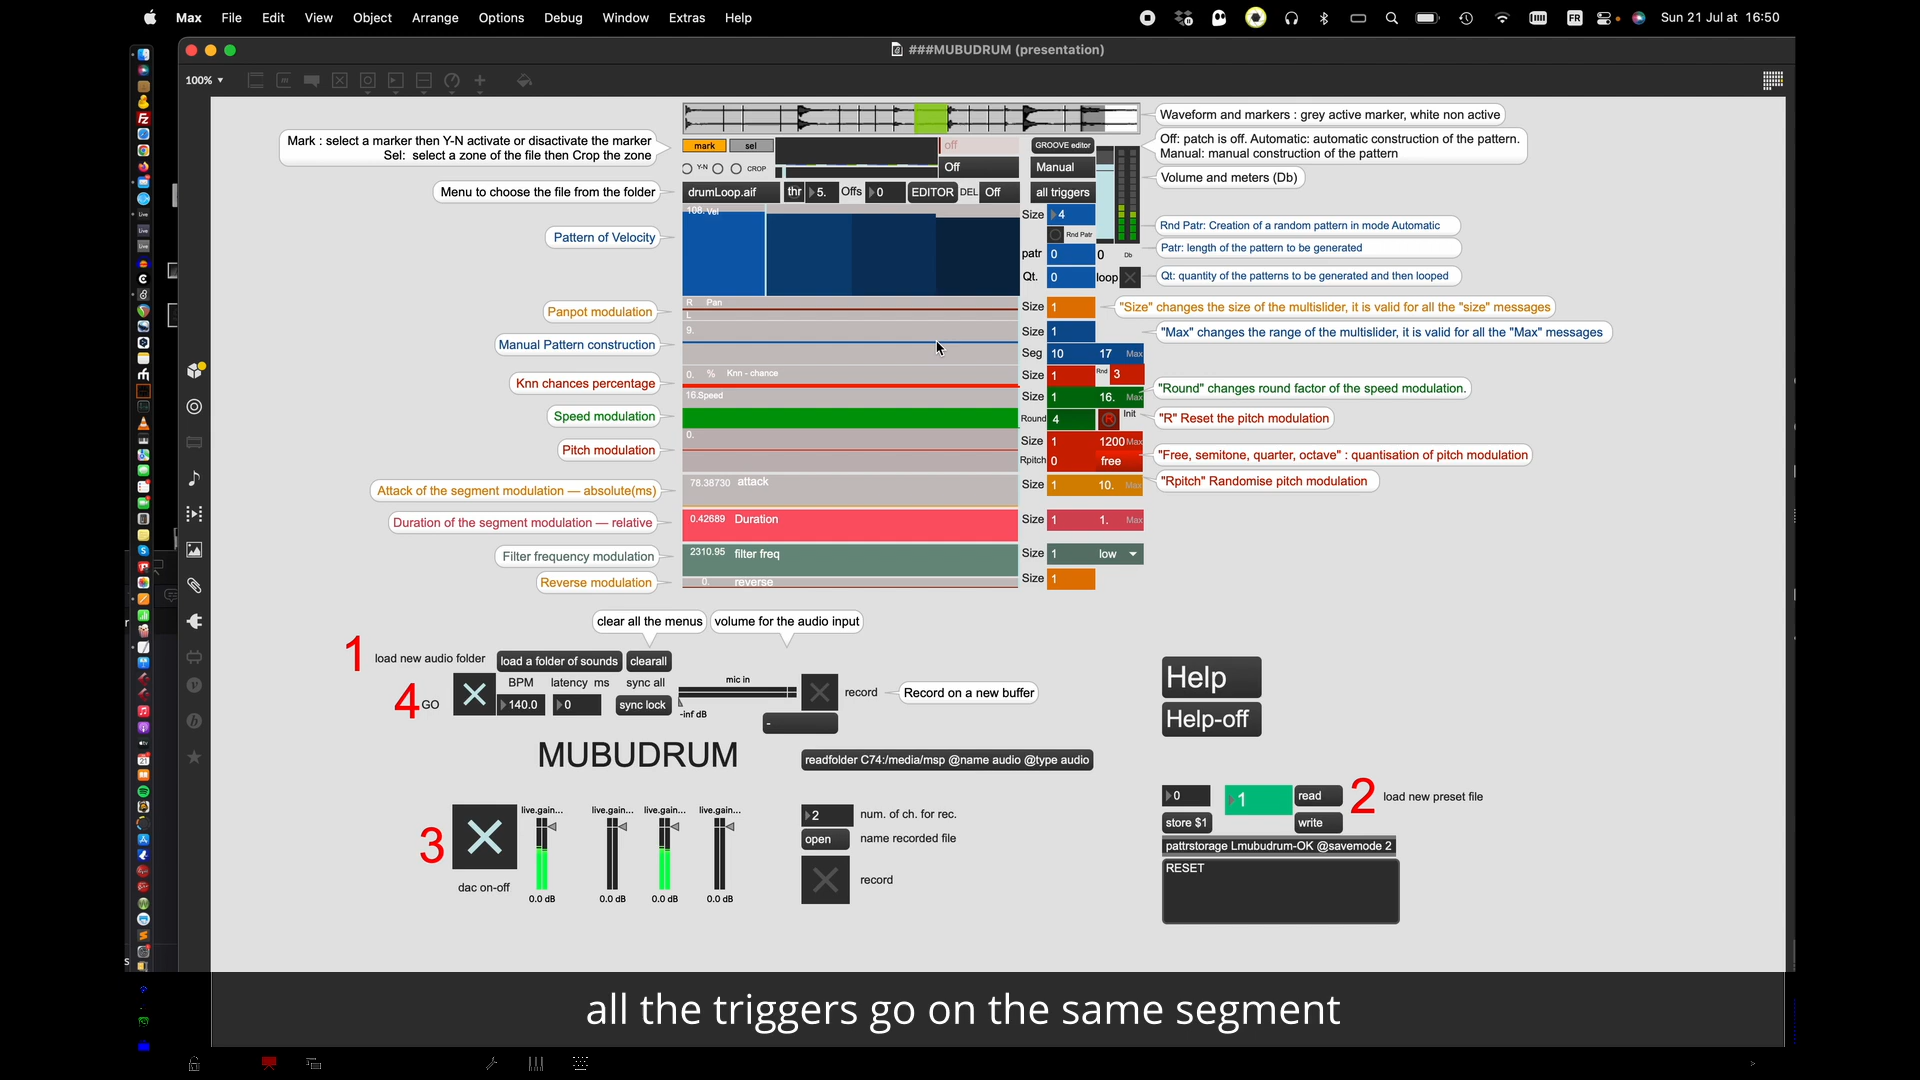 Max File Edit View Object Arrange Options Debug Window Extras Help
FR Sun 21 Jul at 16:50
###MUBUDRUM (presentation)
100%
Waveform and markers : grey active marker, white non active
Mark : select a marker then Y-N activate or disactivate the marker
Sel: select a zone of the file then Crop the zone
mark sel off GROOVE editor
Off: patch is off. Automatic: automatic construction of the pattern.
Manual: manual construction of the pattern
Y-N CROP Off Manual
Volume and meters (Db)
Menu to choose the file from the folder
drumLoop.aif thr 5. Offs 0 EDITOR DEL Off all triggers
108. Vel
Size 4
Pattern of Velocity
Rnd Patr
Rnd Patr: Creation of a random pattern in mode Automatic
patr 0 0 Db
Patr: length of the pattern to be generated
Qt. 0 loop
Qt: quantity of the patterns to be generated and then looped
R Pan
L
Panpot modulation
Size 1
"Size" changes the size of the multislider, it is valid for all the "size" messages
9.
Size 1
"Max" changes the range of the multislider, it is valid for all the "Max" messages
Manual Pattern construction
Seg 10 17 Max
0. % Knn - chance
Size 1 Rnd 3
Knn chances percentage
"Round" changes round factor of the speed modulation.
16.Speed
Size 1 16. Max
Speed modulation
Round 4 R Init
"R" Reset the pitch modulation
0.
Size 1 1200 Max
Pitch modulation
Rpitch 0 free
"Free, semitone, quarter, octave" : quantisation of pitch modulation
"Rpitch" Randomise pitch modulation
78.38730 attack
Size 1 10. Max
Attack of the segment modulation — absolute(ms)
0.42689 Duration
Size 1 1. Max
Duration of the segment modulation — relative
2310.95 filter freq
Size 1 low
Filter frequency modulation
0. reverse
Size 1
Reverse modulation
clear all the menus volume for the audio input
1 load new audio folder load a folder of sounds clearall
4 GO BPM latency ms sync all mic in
140.0 0 sync lock -inf dB
record Record on a new buffer
-
Help
Help-off
MUBUDRUM
readfolder C74:/media/msp @name audio @type audio
0 1 read 2 load new preset file
store $1 write
pattrstorage Lmubudrum-OK @savemode 2
RESET
3
dac on-off
live.gain... live.gain... live.gain... live.gain...
0.0 dB 0.0 dB 0.0 dB 0.0 dB
2 num. of ch. for rec.
open name recorded file
record
all the triggers go on the same segment